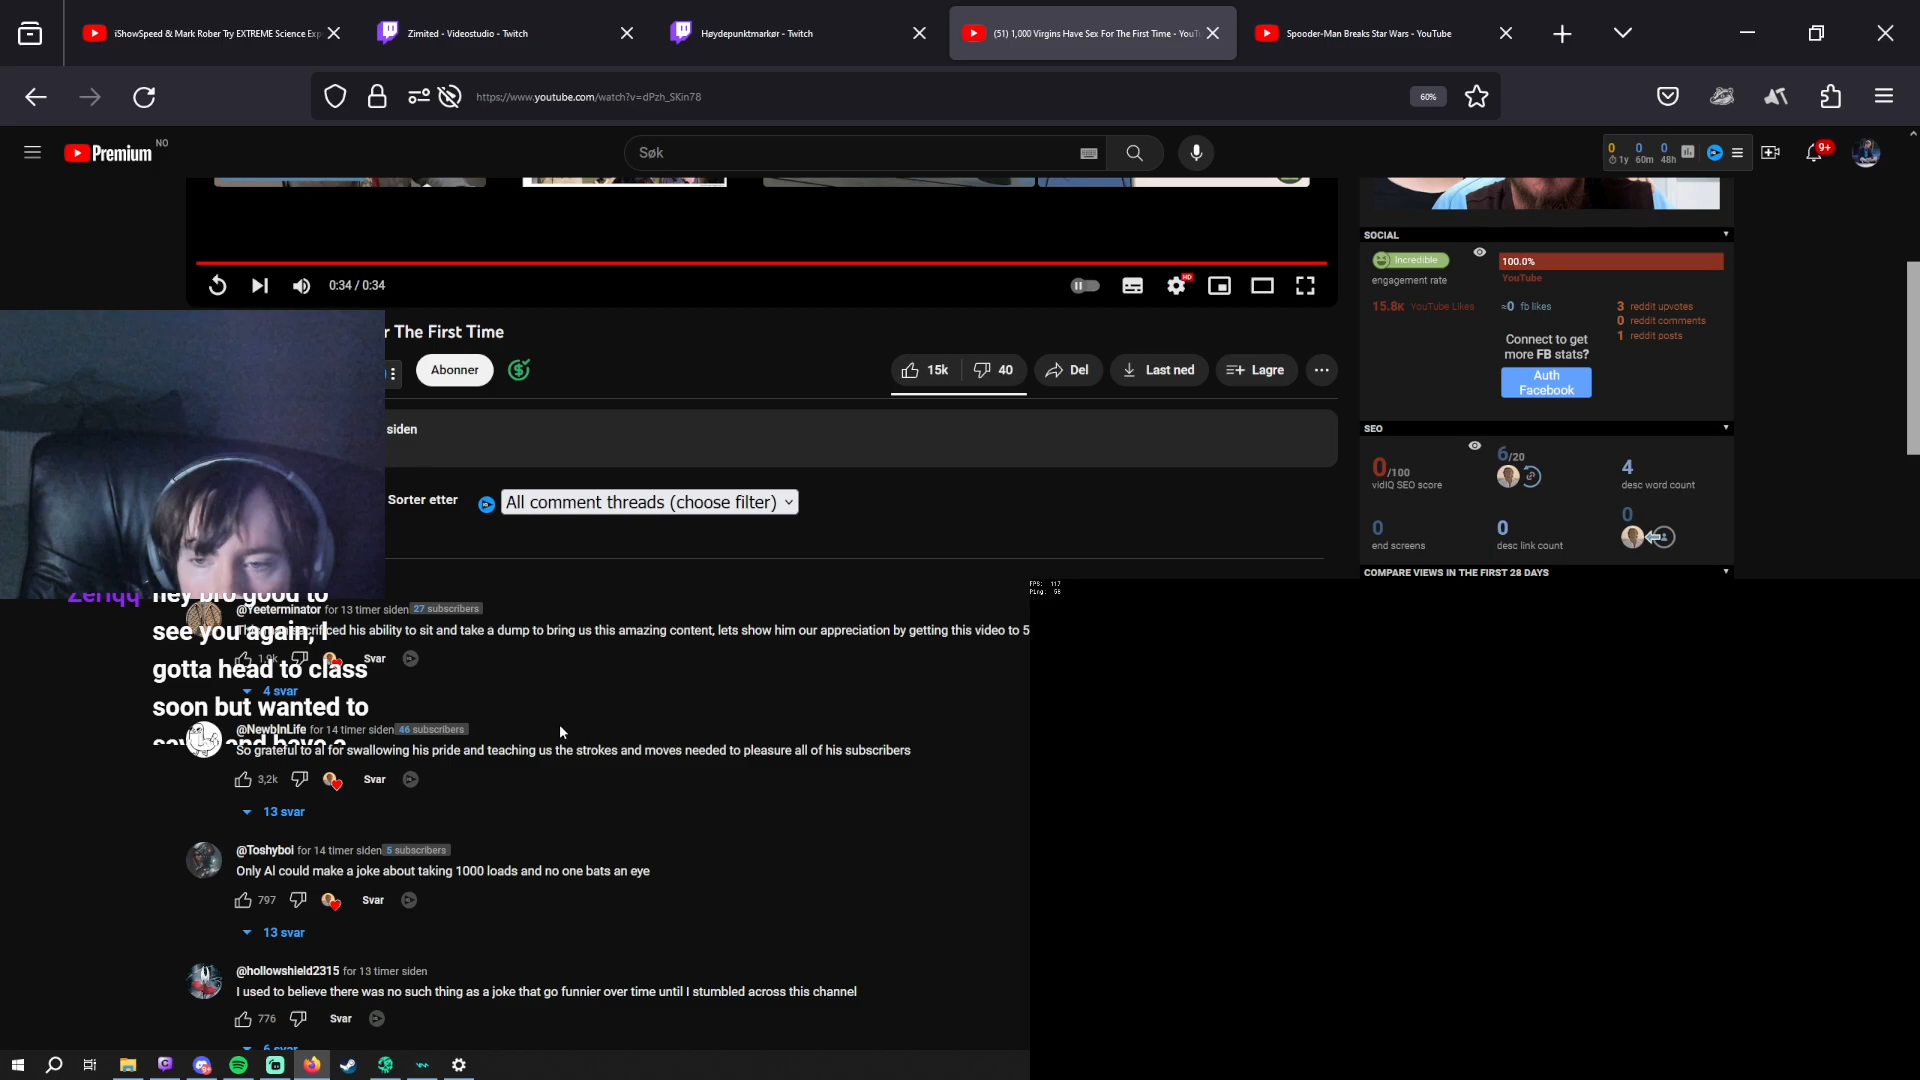 iShowSpeed & Mark Rober Try EXTREME Science Exp
Zimited - Videostudio - Twitch
Høydepunktmarkør - Twitch
(51) 1,000 Virgins Have Sex For The First Time - YouTu
Spooder-Man Breaks Star Wars - YouTube
https://www.youtube.com/watch?v=dPzh_SKin78
60%
Premium NO
Søk
0 0 0
1y 60m 48h
9+
SOCIAL
Incredible
engagement rate
100.0%
YouTube
15.8K YouTube Likes
≈0 fb likes
3 reddit upvotes
0 reddit comments
1 reddit posts
Connect to get
more FB stats?
Auth
Facebook
HD
0:34 / 0:34
r The First Time
Abonner
15k
40
Del
Last ned
Lagre
siden
Sorter etter
All comment threads (choose filter)
SEO
0/100
vidIQ SEO score
6/20
4
desc word count
0
end screens
0
desc link count
0
COMPARE VIEWS IN THE FIRST 28 DAYS
FPS: 117
Ping: 58
Zeriqq hey bro good to
see you again, I
gotta head to class
soon but wanted to
@Yeeterminator for 13 timer siden 27 subscribers
sacrificed his ability to sit and take a dump to bring us this amazing content, lets show him our appreciation by getting this video to 5
1,9k Svar
4 svar
@NewbInLife for 14 timer siden 46 subscribers
So grateful to al for swallowing his pride and teaching us the strokes and moves needed to pleasure all of his subscribers
3,2k Svar
13 svar
@Toshyboi for 14 timer siden 5 subscribers
Only Al could make a joke about taking 1000 loads and no one bats an eye
797 Svar
13 svar
@hollowshield2315 for 13 timer siden
I used to believe there was no such thing as a joke that go funnier over time until I stumbled across this channel
776 Svar
6 svar